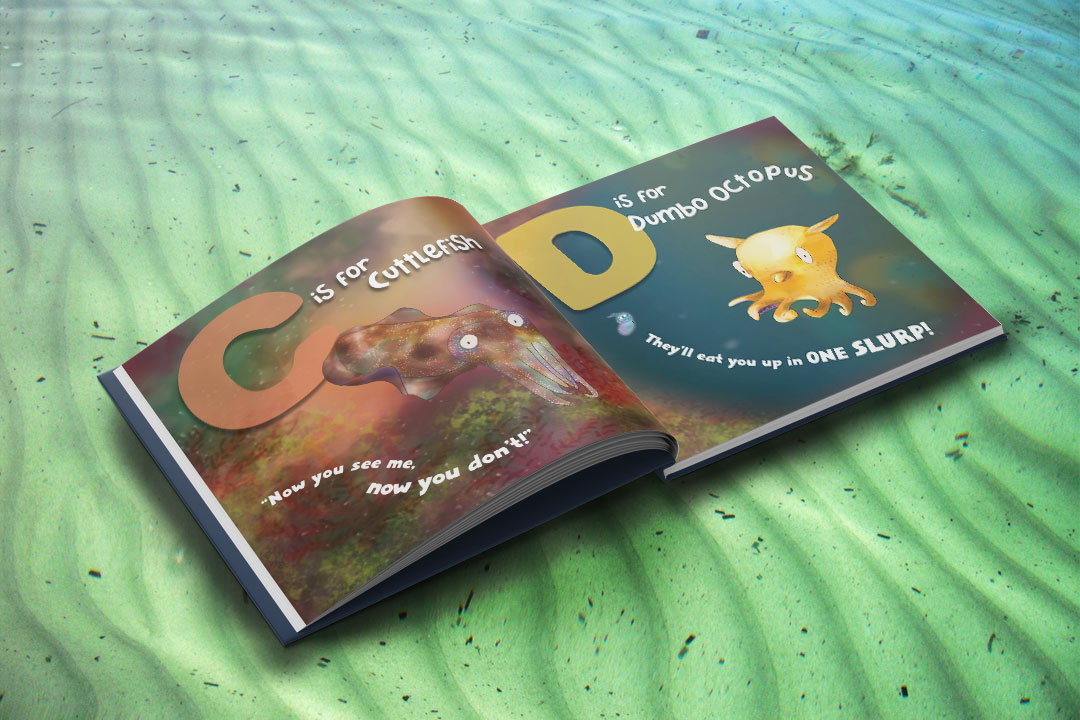 C is for
Cuttlefish
“Now you see me,
now you don't!”
D is for
Dumbo Octopus
They'll eat you up in ONE SLURP!